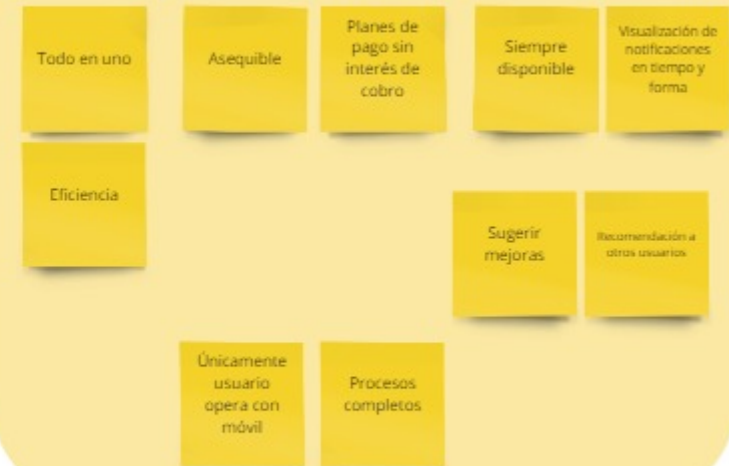 Todo en uno
Asequible
Planes de
pago sin
interés de
cobro
Siempre
disponible
Visualización de
notificaciones
en tiempo y
forma
Eficiencia
Sugerir
mejoras
Recomendación a
otros usuarios
Únicamente
usuario
opera con
móvil
Procesos
completos